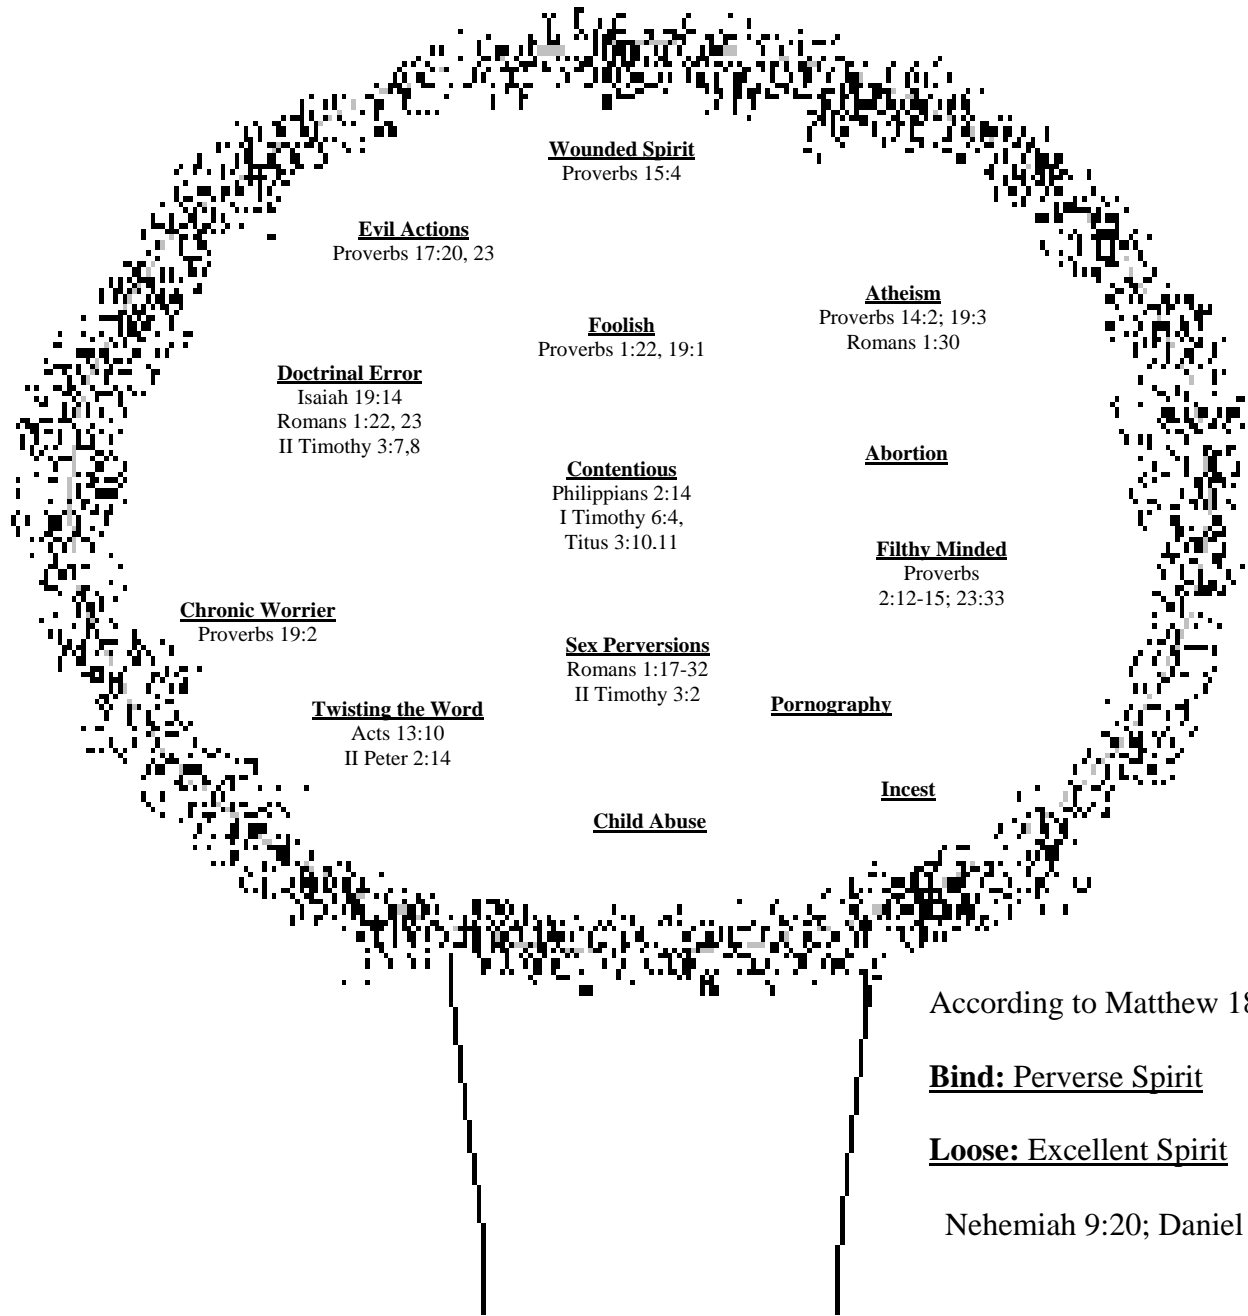 Wounded Spirit
Proverbs 15:4
Evil Actions
Proverbs 17:20, 23
Atheism
Proverbs 14:2; 19:3
Romans 1:30
Foolish
Proverbs 1:22, 19:1
Doctrinal Error
Isaiah 19:14
Romans 1:22, 23
II Timothy 3:7,8
Abortion
Contentious
Philippians 2:14
I Timothy 6:4,
Titus 3:10.11
Filthy Minded
Proverbs
2:12-15; 23:33
Chronic Worrier
Proverbs 19:2
Sex Perversions
Romans 1:17-32
II Timothy 3:2
Twisting the Word
Acts 13:10
II Peter 2:14
Pornography
Incest
Child Abuse
According to Matthew 18
Bind: Perverse Spirit
Loose: Excellent Spirit
Nehemiah 9:20; Daniel